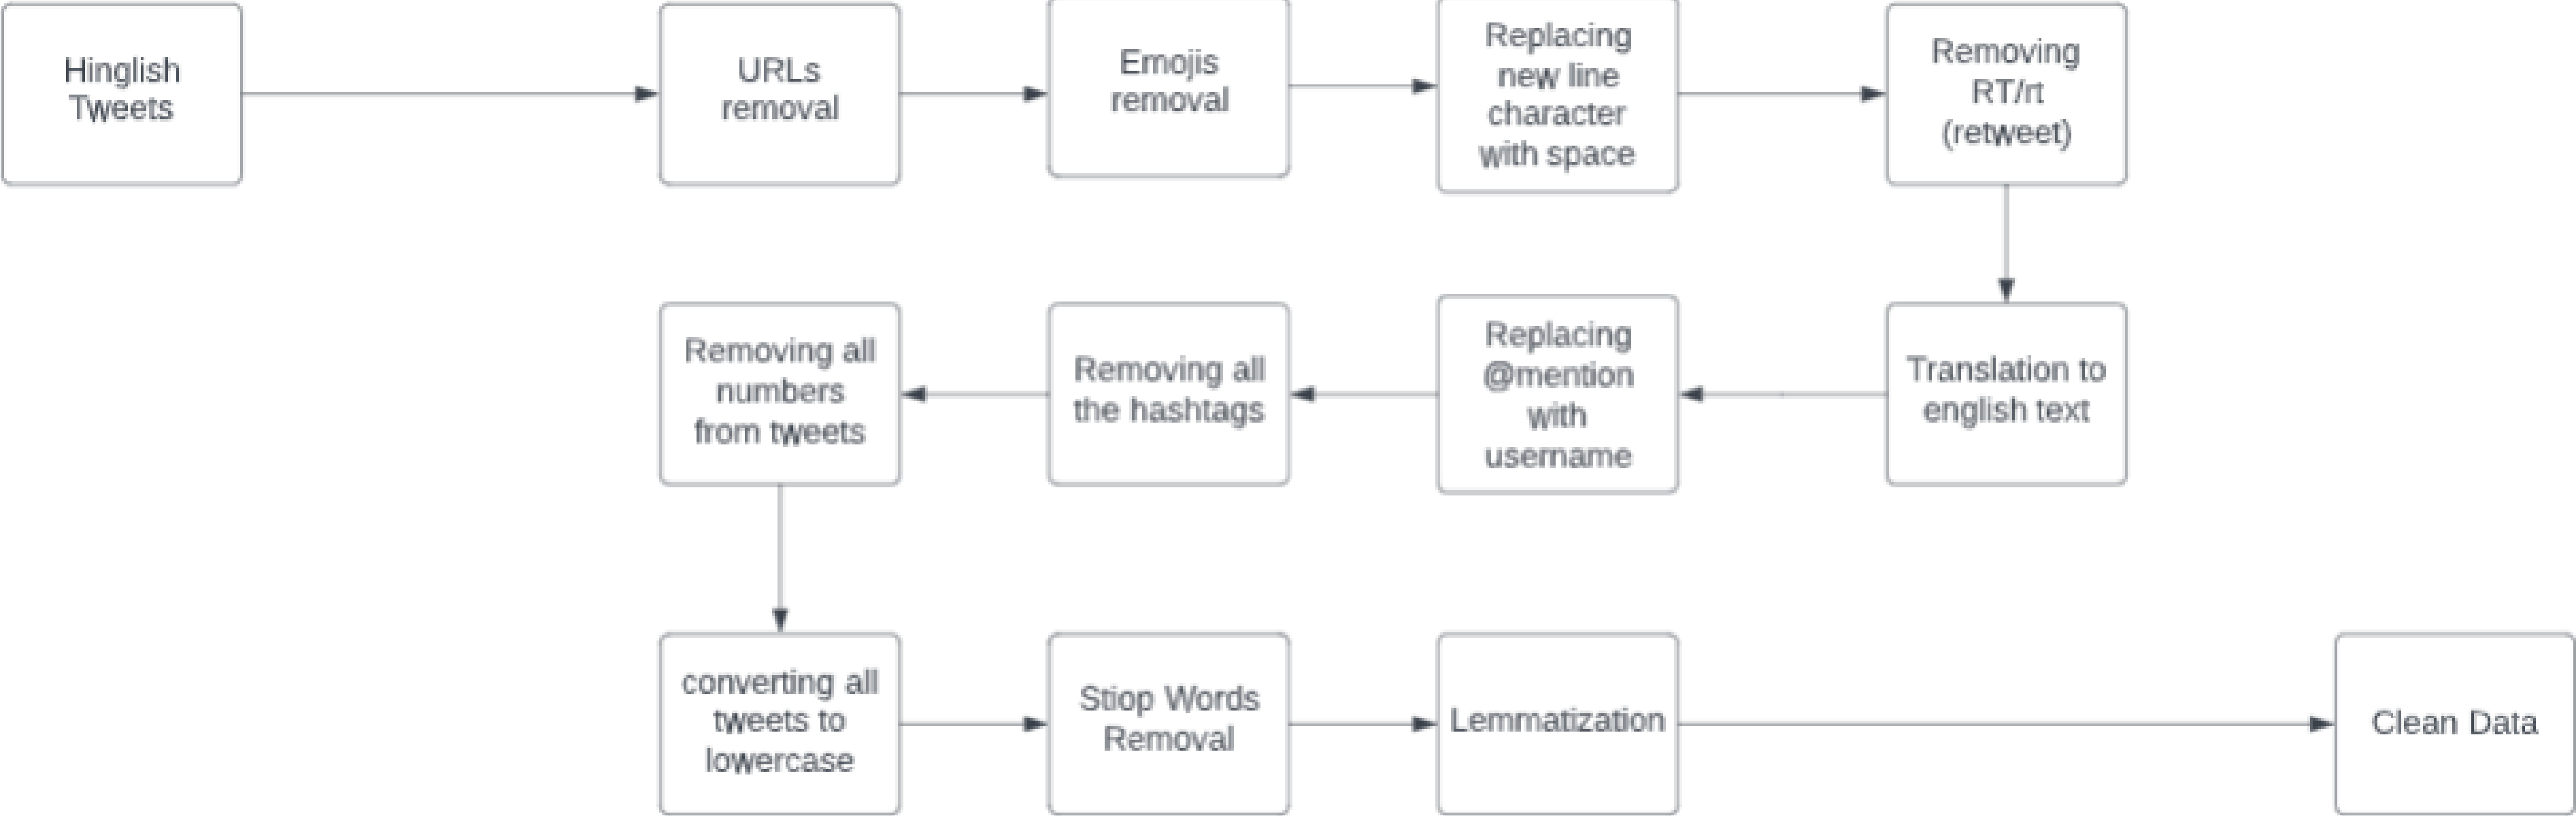 Hinglish
Tweets
URLs
removal
Emojis
removal
Replacing
new line
character
with space
Removing
RT/rt
(retweet)
Translation to
english text
Replacing
@mention
with
username
Removing all
the hashtags
Removing all
numbers
from tweets
converting all
tweets to
lowercase
Stiop Words
Removal
Lemmatization
Clean Data